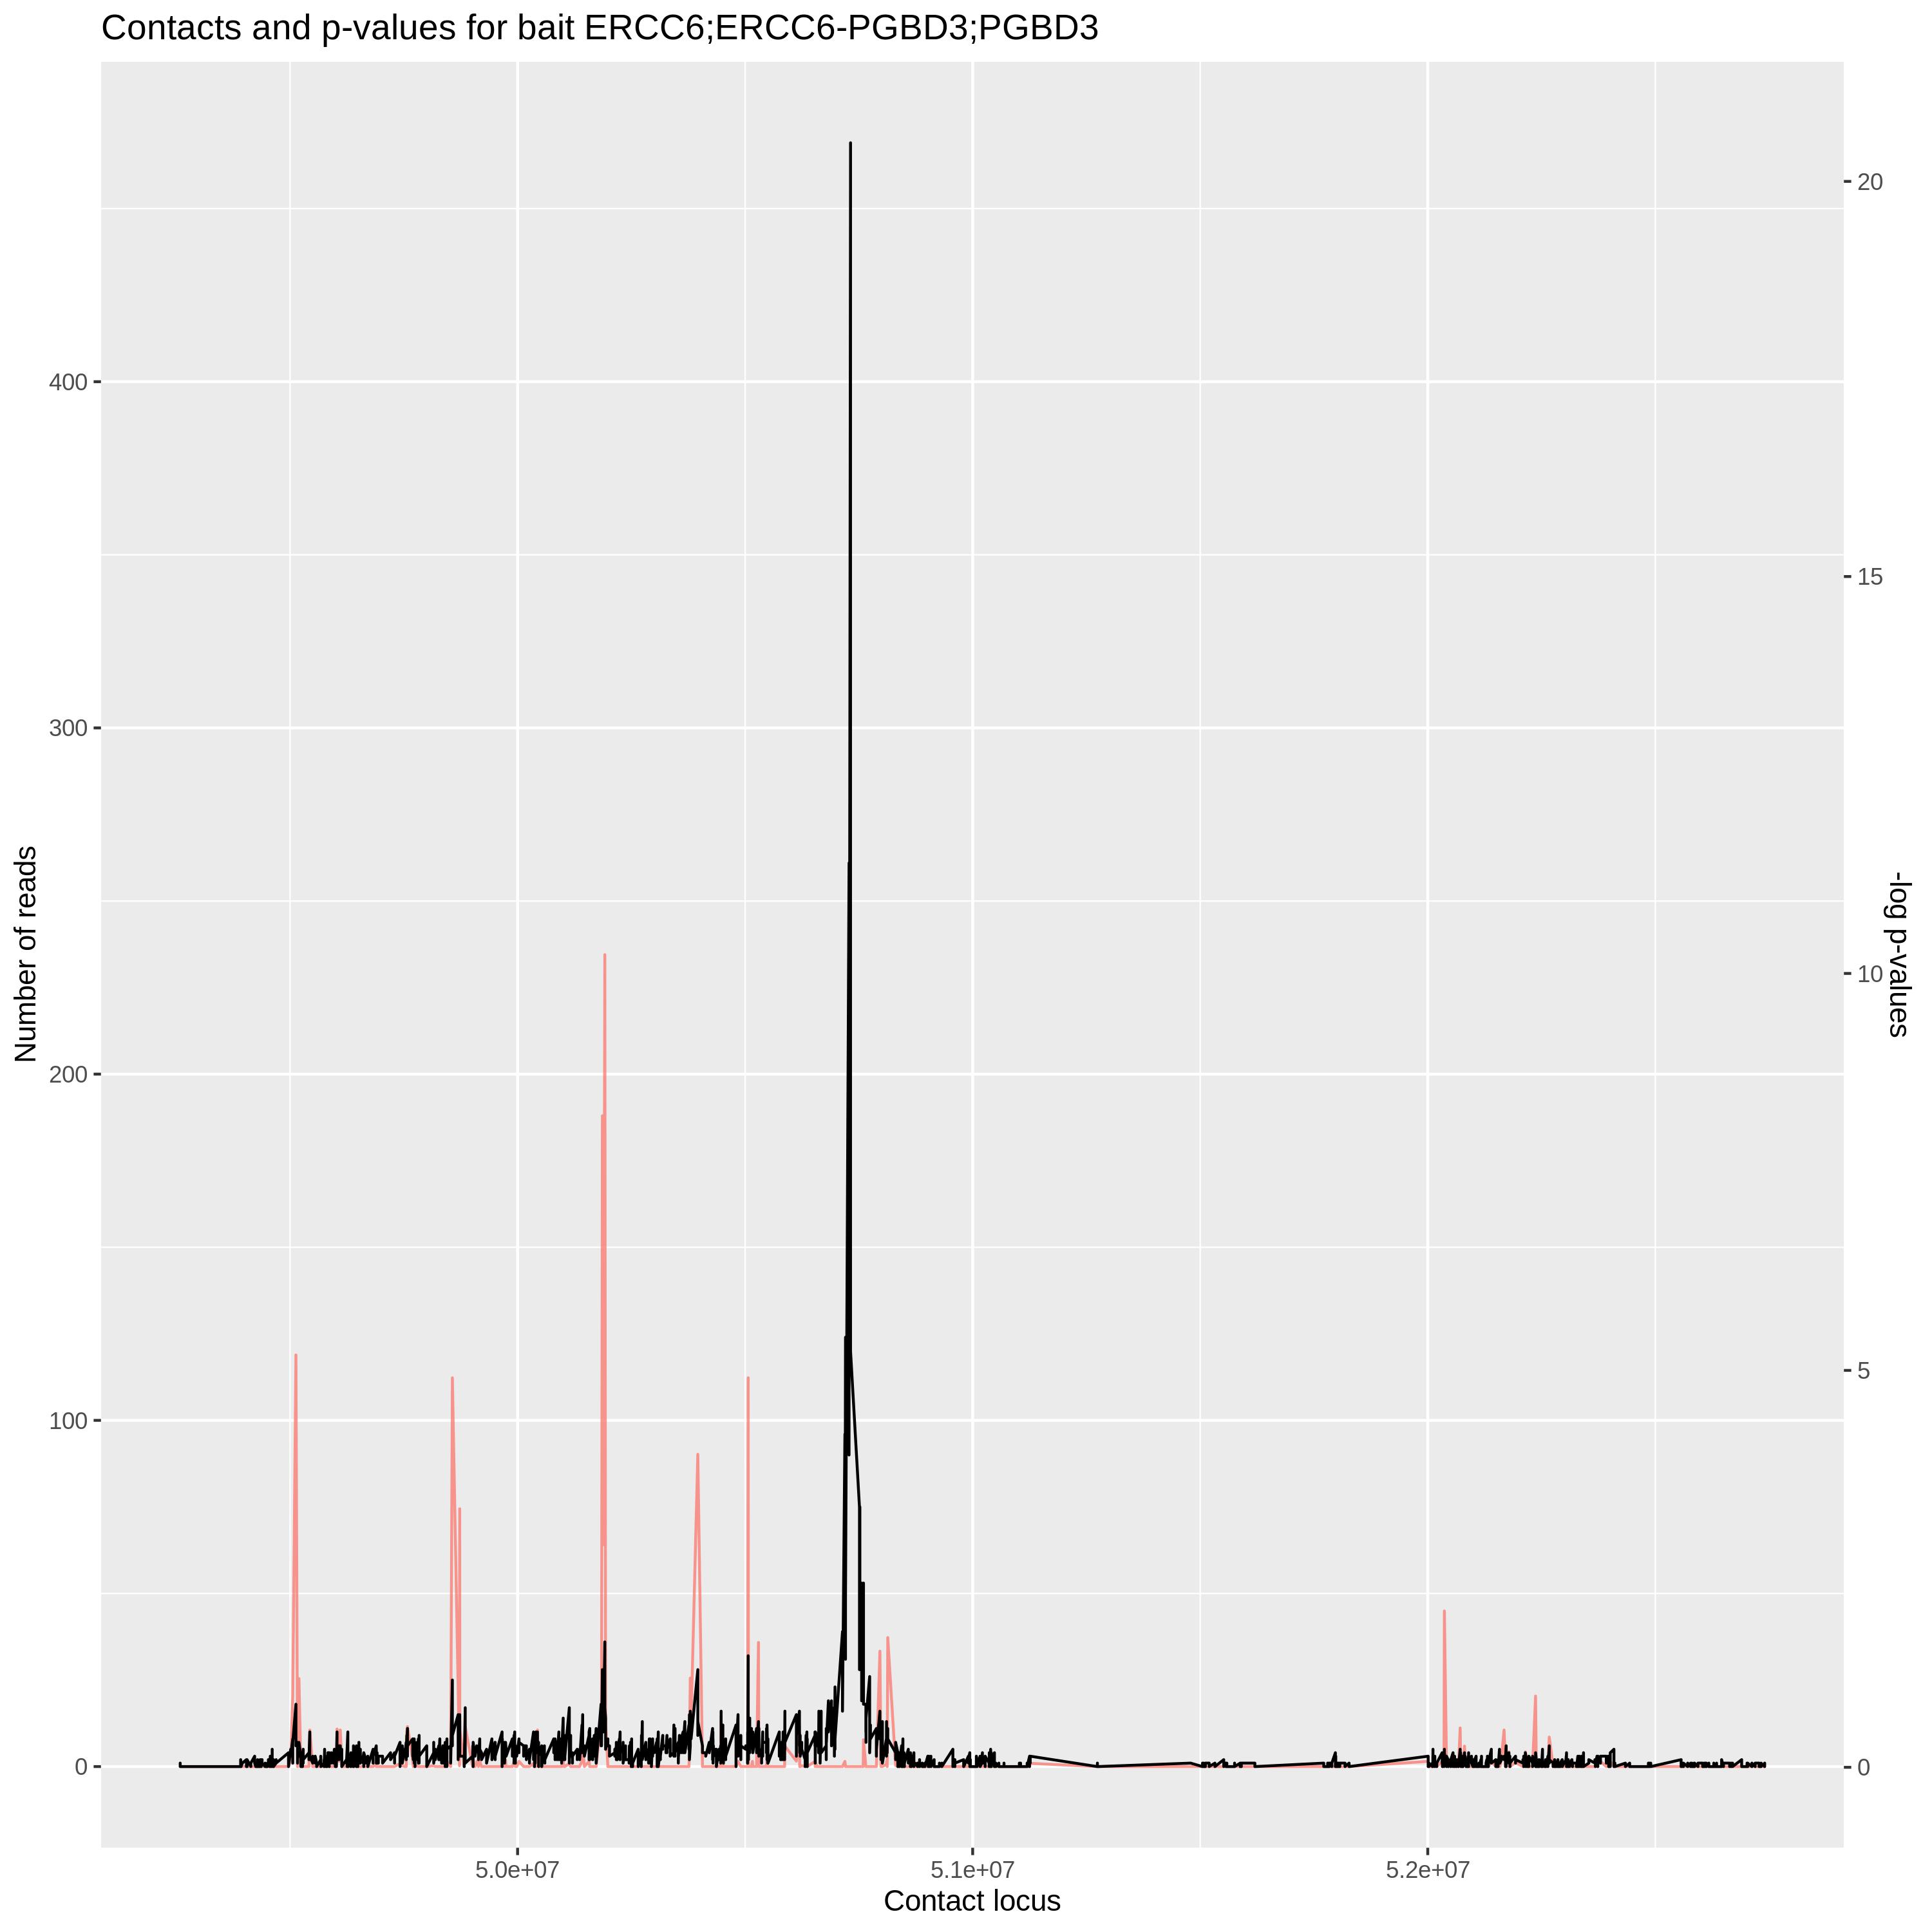 Contacts and p-values for bait ERCC6;ERCC6-PGBD3;PGBD3
Number of reads
400
300
200
100
0
20
15
10
5
0
-log p-values
5.0e+07
5.1e+07
5.2e+07
Contact locus